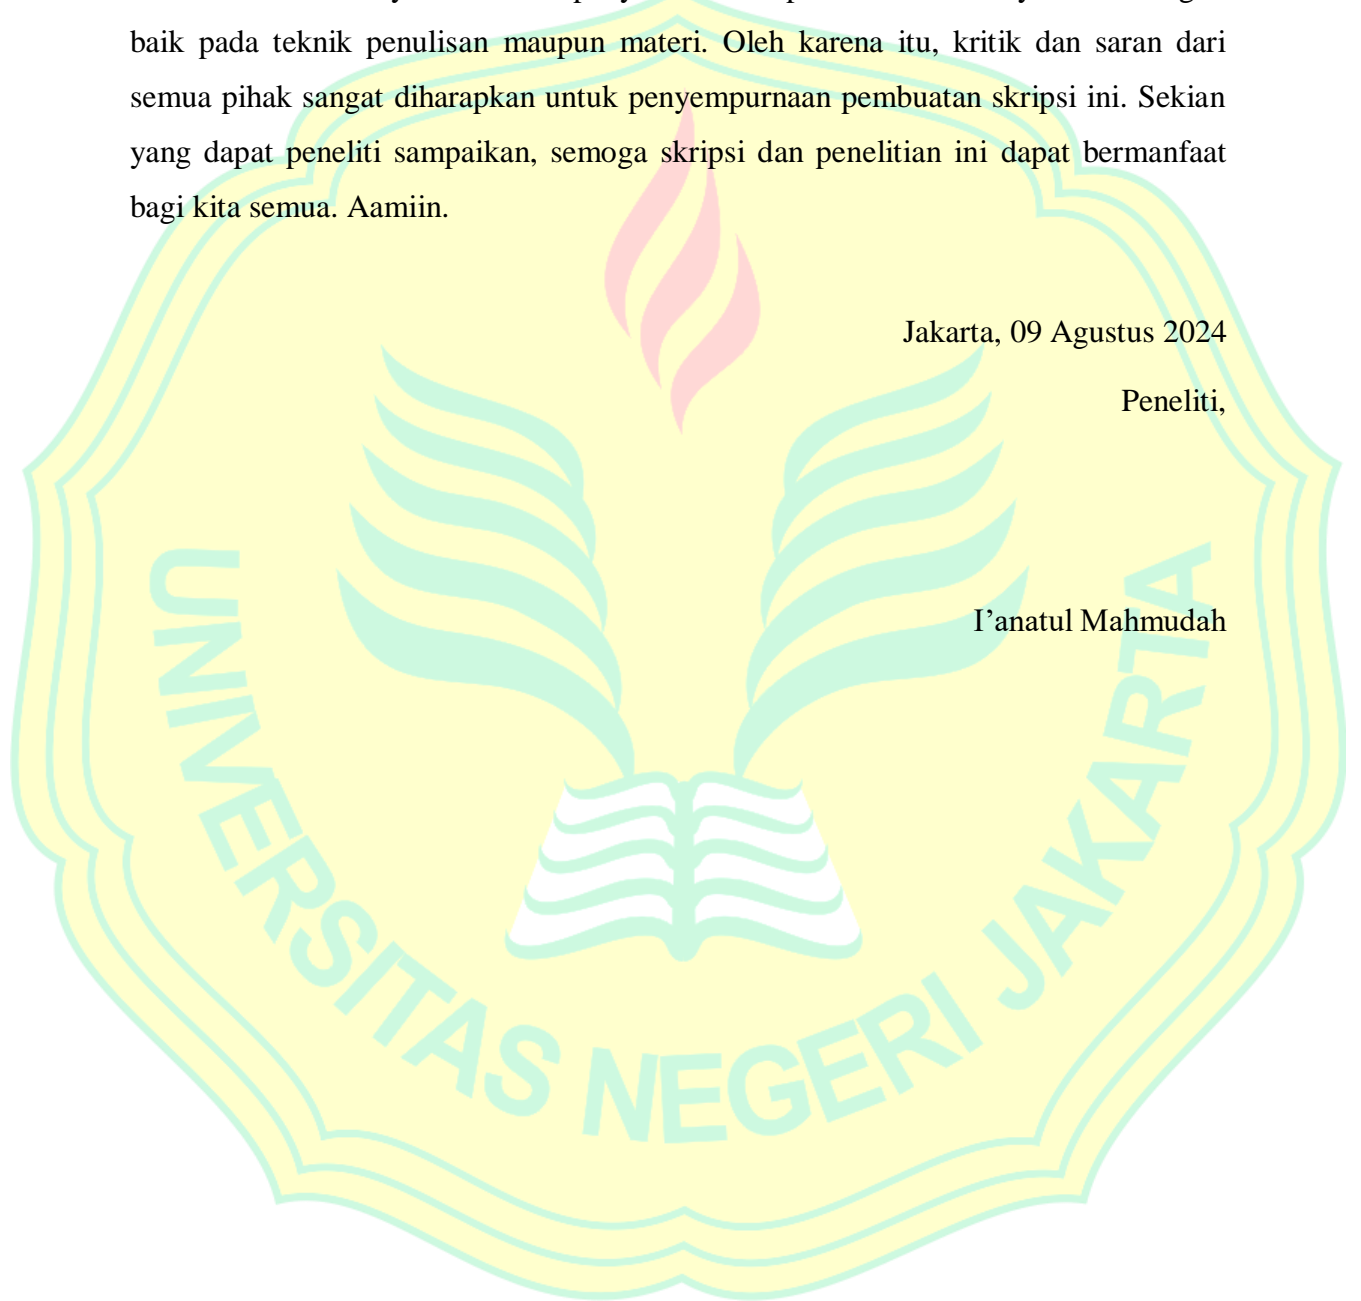 baik pada teknik penulisan maupun materi. Oleh karena itu, kritik dan saran dari
semua pihak sangat diharapkan untuk penyempurnaan pembuatan skripsi ini. Sekian
yang dapat peneliti sampaikan, semoga skripsi dan penelitian ini dapat bermanfaat
bagi kita semua. Aamiin.
Jakarta, 09 Agustus 2024
Peneliti,
I’anatul Mahmudah
UNIVERSITAS NEGERI JAKARTA